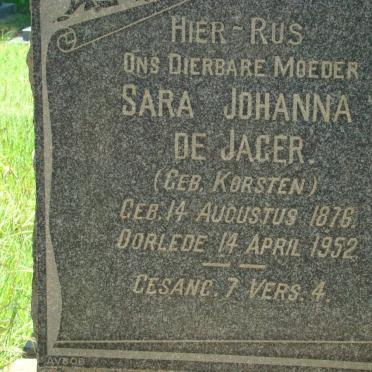 HIER-RUS
ONS DIERBARE MOEDER
SARA JOHANNA
DE JAGER.
(GEB. KORSTEN)
GEB. 14 AUGUSTUS 1876.
OORLEDE 14 APRIL 1952.
GESANG. 7 VERS. 4.